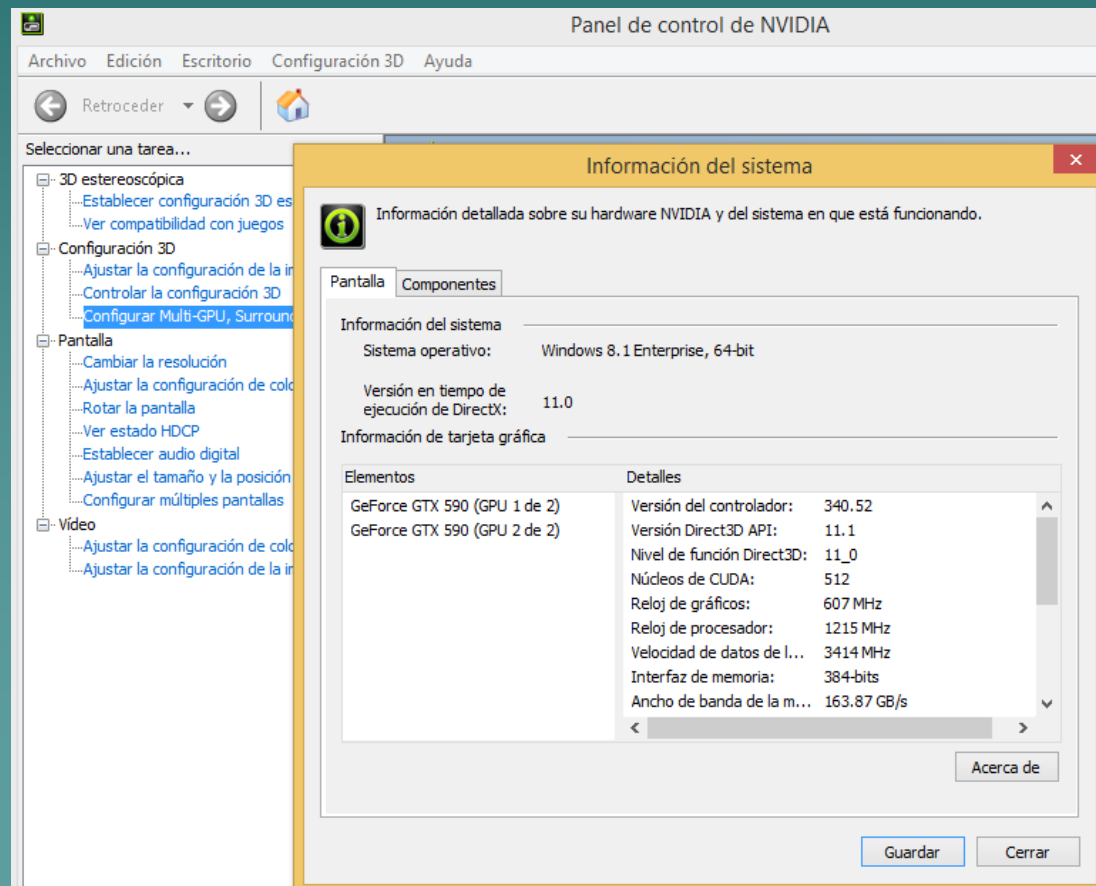 Panel de control de NVIDIA
Archivo Edición Escritorio Configuración 3D Ayuda
Retroceder
Seleccionar una tarea...
3D estereoscópica
Establecer configuración 3D es
Ver compatibilidad con juegos
Configuración 3D
Ajustar la configuración de la in
Controlar la configuración 3D
Configurar Multi-GPU, Surround
Pantalla
Cambiar la resolución
Ajustar la configuración de colo
Rotar la pantalla
Ver estado HDCP
Establecer audio digital
Ajustar el tamaño y la posición
Configurar múltiples pantallas
Vídeo
Ajustar la configuración de colo
Ajustar la configuración de la in
Información del sistema
Información detallada sobre su hardware NVIDIA y del sistema en que está funcionando.
Pantalla Componentes
Información del sistema
Sistema operativo: Windows 8.1 Enterprise, 64-bit
Versión en tiempo de
ejecución de DirectX: 11.0
Información de tarjeta gráfica
Elementos Detalles
GeForce GTX 590 (GPU 1 de 2) Versión del controlador: 340.52
GeForce GTX 590 (GPU 2 de 2) Versión Direct3D API: 11.1
Nivel de función Direct3D: 11_0
Núcleos de CUDA: 512
Reloj de gráficos: 607 MHz
Reloj de procesador: 1215 MHz
Velocidad de datos de l... 3414 MHz
Interfaz de memoria: 384-bits
Ancho de banda de la m... 163.87 GB/s
Acerca de
Guardar Cerrar